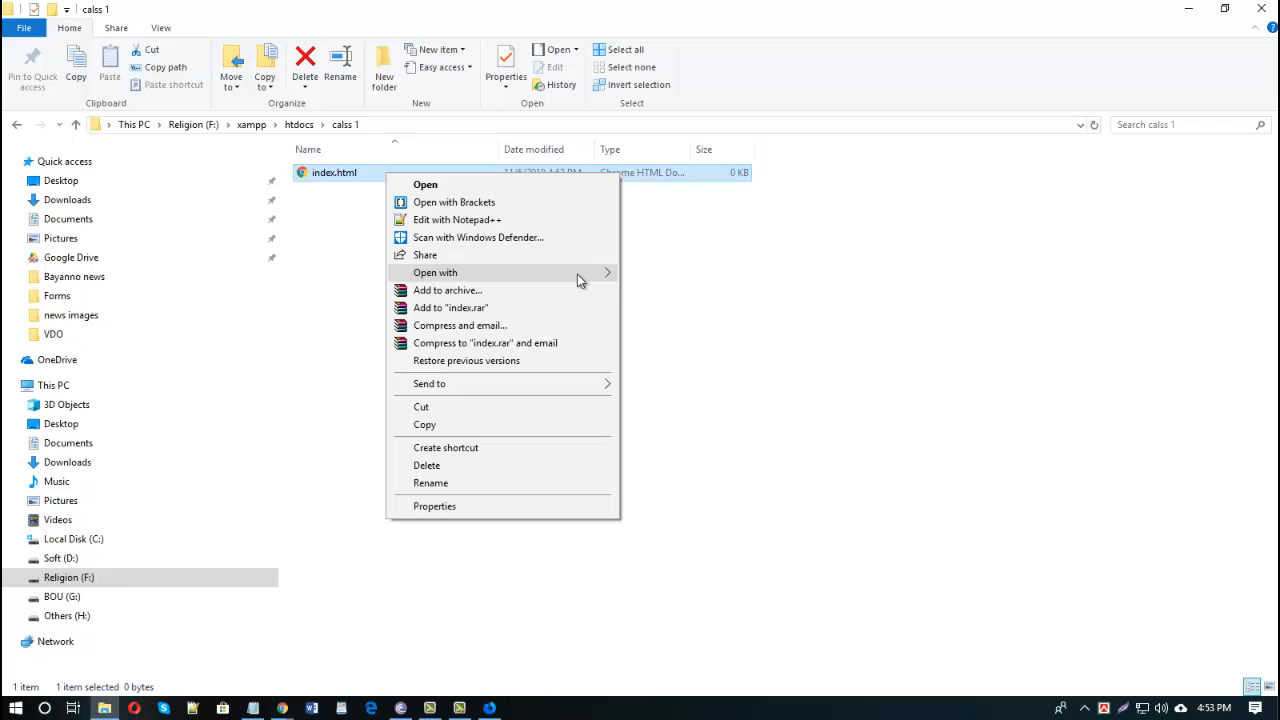 calss 1
File Home Share View
Pin to Quick access
Copy
Paste
Cut
Copy path
Paste shortcut
Clipboard
Move to
Copy to
Delete
Rename
Organize
New folder
New item
Easy access
New
Properties
Open
Edit
History
Open
Select all
Select none
Invert selection
Select
This PC Religion (F:) xampp htdocs calss 1
Search calss 1
Name Date modified Type Size
index.html Chrome HTML Do... 0 KB
Quick access
Desktop
Downloads
Documents
Pictures
Google Drive
Bayanno news
Forms
news images
VDO
OneDrive
This PC
3D Objects
Desktop
Documents
Downloads
Music
Pictures
Videos
Local Disk (C:)
Soft (D:)
Religion (F:)
BOU (G:)
Others (H:)
Network
Open
Open with Brackets
Edit with Notepad++
Scan with Windows Defender...
Share
Open with
Add to archive...
Add to "index.rar"
Compress and email...
Compress to "index.rar" and email
Restore previous versions
Send to
Cut
Copy
Create shortcut
Delete
Rename
Properties
1 item 1 item selected 0 bytes
4:53 PM